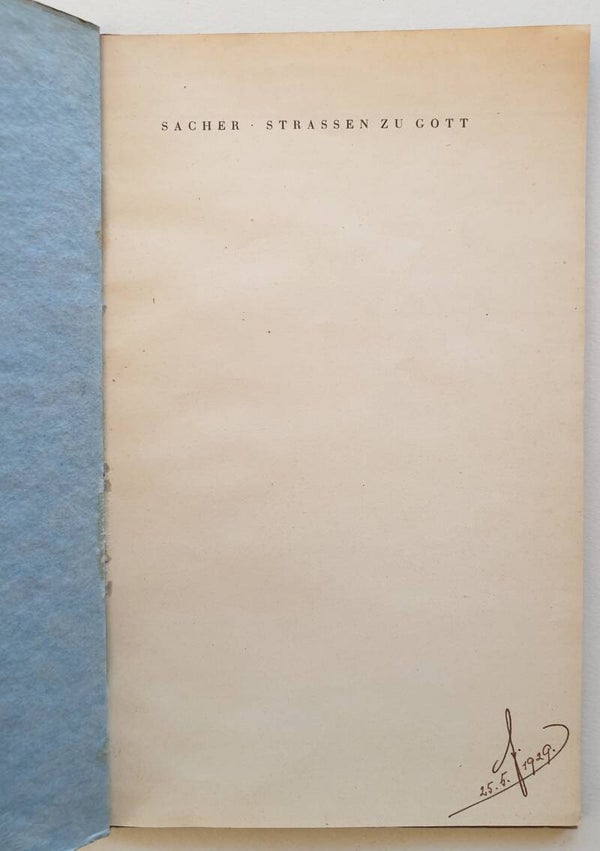 SACHER · STRASSEN ZU GOTT
25.5.1929.